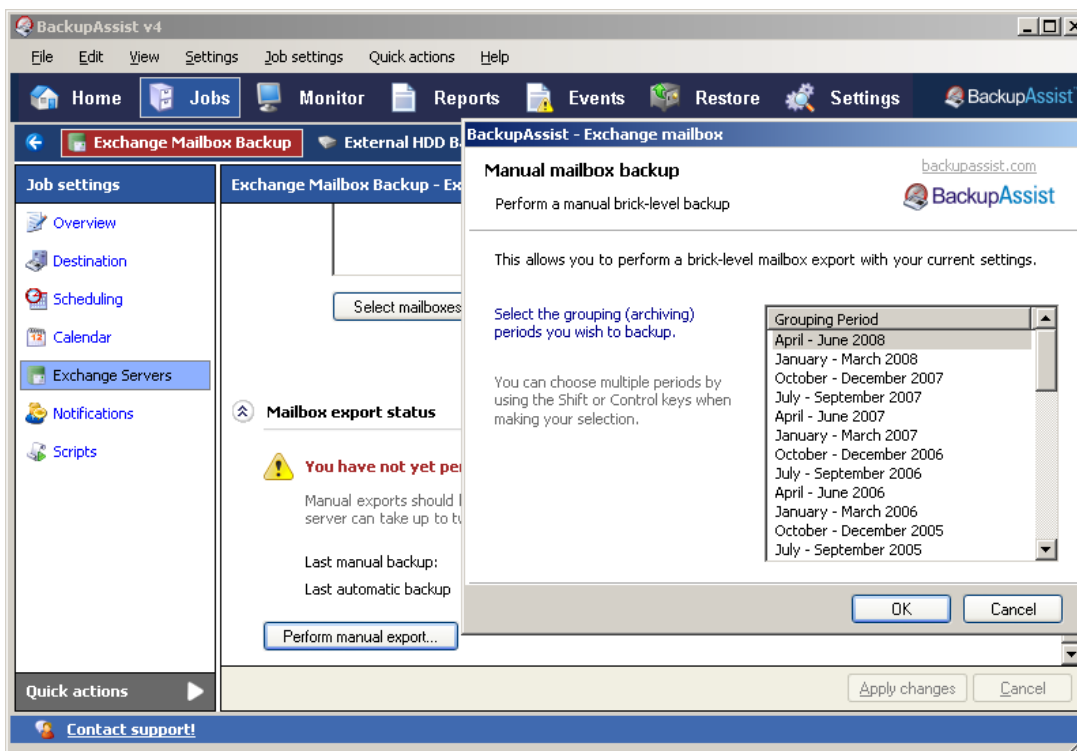 BackupAssist v4
File Edit View Settings Job settings Quick actions Help
Home Jobs Monitor Reports Events Restore Settings BackupAssist
Exchange Mailbox Backup External HDD B
Job settings
Overview
Destination
Scheduling
12 Calendar
Exchange Servers
Notifications
Scripts
Quick actions
Contact support!
Exchange Mailbox Backup - Ex
Select mailboxes
Mailbox export status
You have not yet per
Manual exports should
server can take up to
Last manual backup:
Last automatic backup
Perform manual export...
Apply changes Cancel
BackupAssist - Exchange mailbox
Manual mailbox backup
Perform a manual brick-level backup
backupassist.com
BackupAssist
This allows you to perform a brick-level mailbox export with your current settings.
Select the grouping (archiving)
periods you wish to backup.
You can choose multiple periods by
using the Shift or Control keys when
making your selection.
Grouping Period
April - June 2008
January - March 2008
October - December 2007
July - September 2007
April - June 2007
January - March 2007
October - December 2006
July - September 2006
April - June 2006
January - March 2006
October - December 2005
July - September 2005
OK Cancel